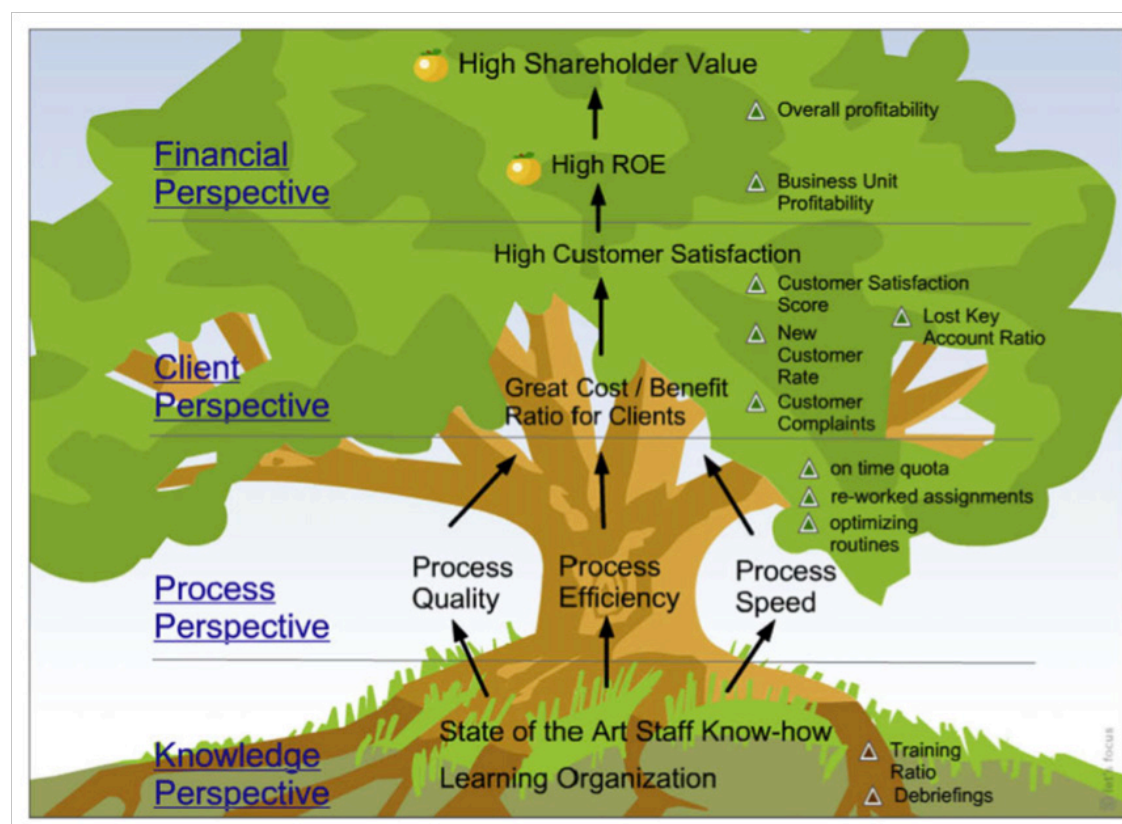 High Shareholder Value
Overall profitability
Financial
Perspective
High ROE
Business Unit
Profitability
High Customer Satisfaction
Customer Satisfaction
Score
Lost Key
Account Ratio
New
Customer
Rate
Client
Perspective
Great Cost / Benefit
Ratio for Clients
Customer
Complaints
on time quota
re-worked assignments
optimizing
routines
Process
Perspective
Process
Quality
Process
Efficiency
Process
Speed
Knowledge
Perspective
State of the Art Staff Know-how
Learning Organization
Training
Ratio
Debriefings
let's focus